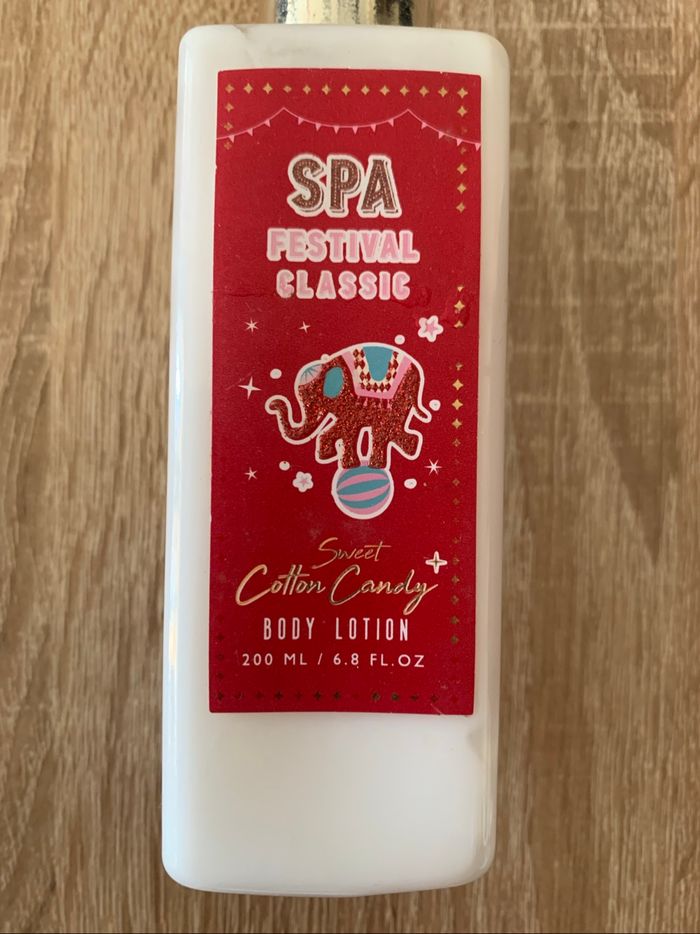 SPA
FESTIVAL
CLASSIC
Sweet
Cotton Candy
BODY LOTION
200 ML / 6.8 FL.OZ